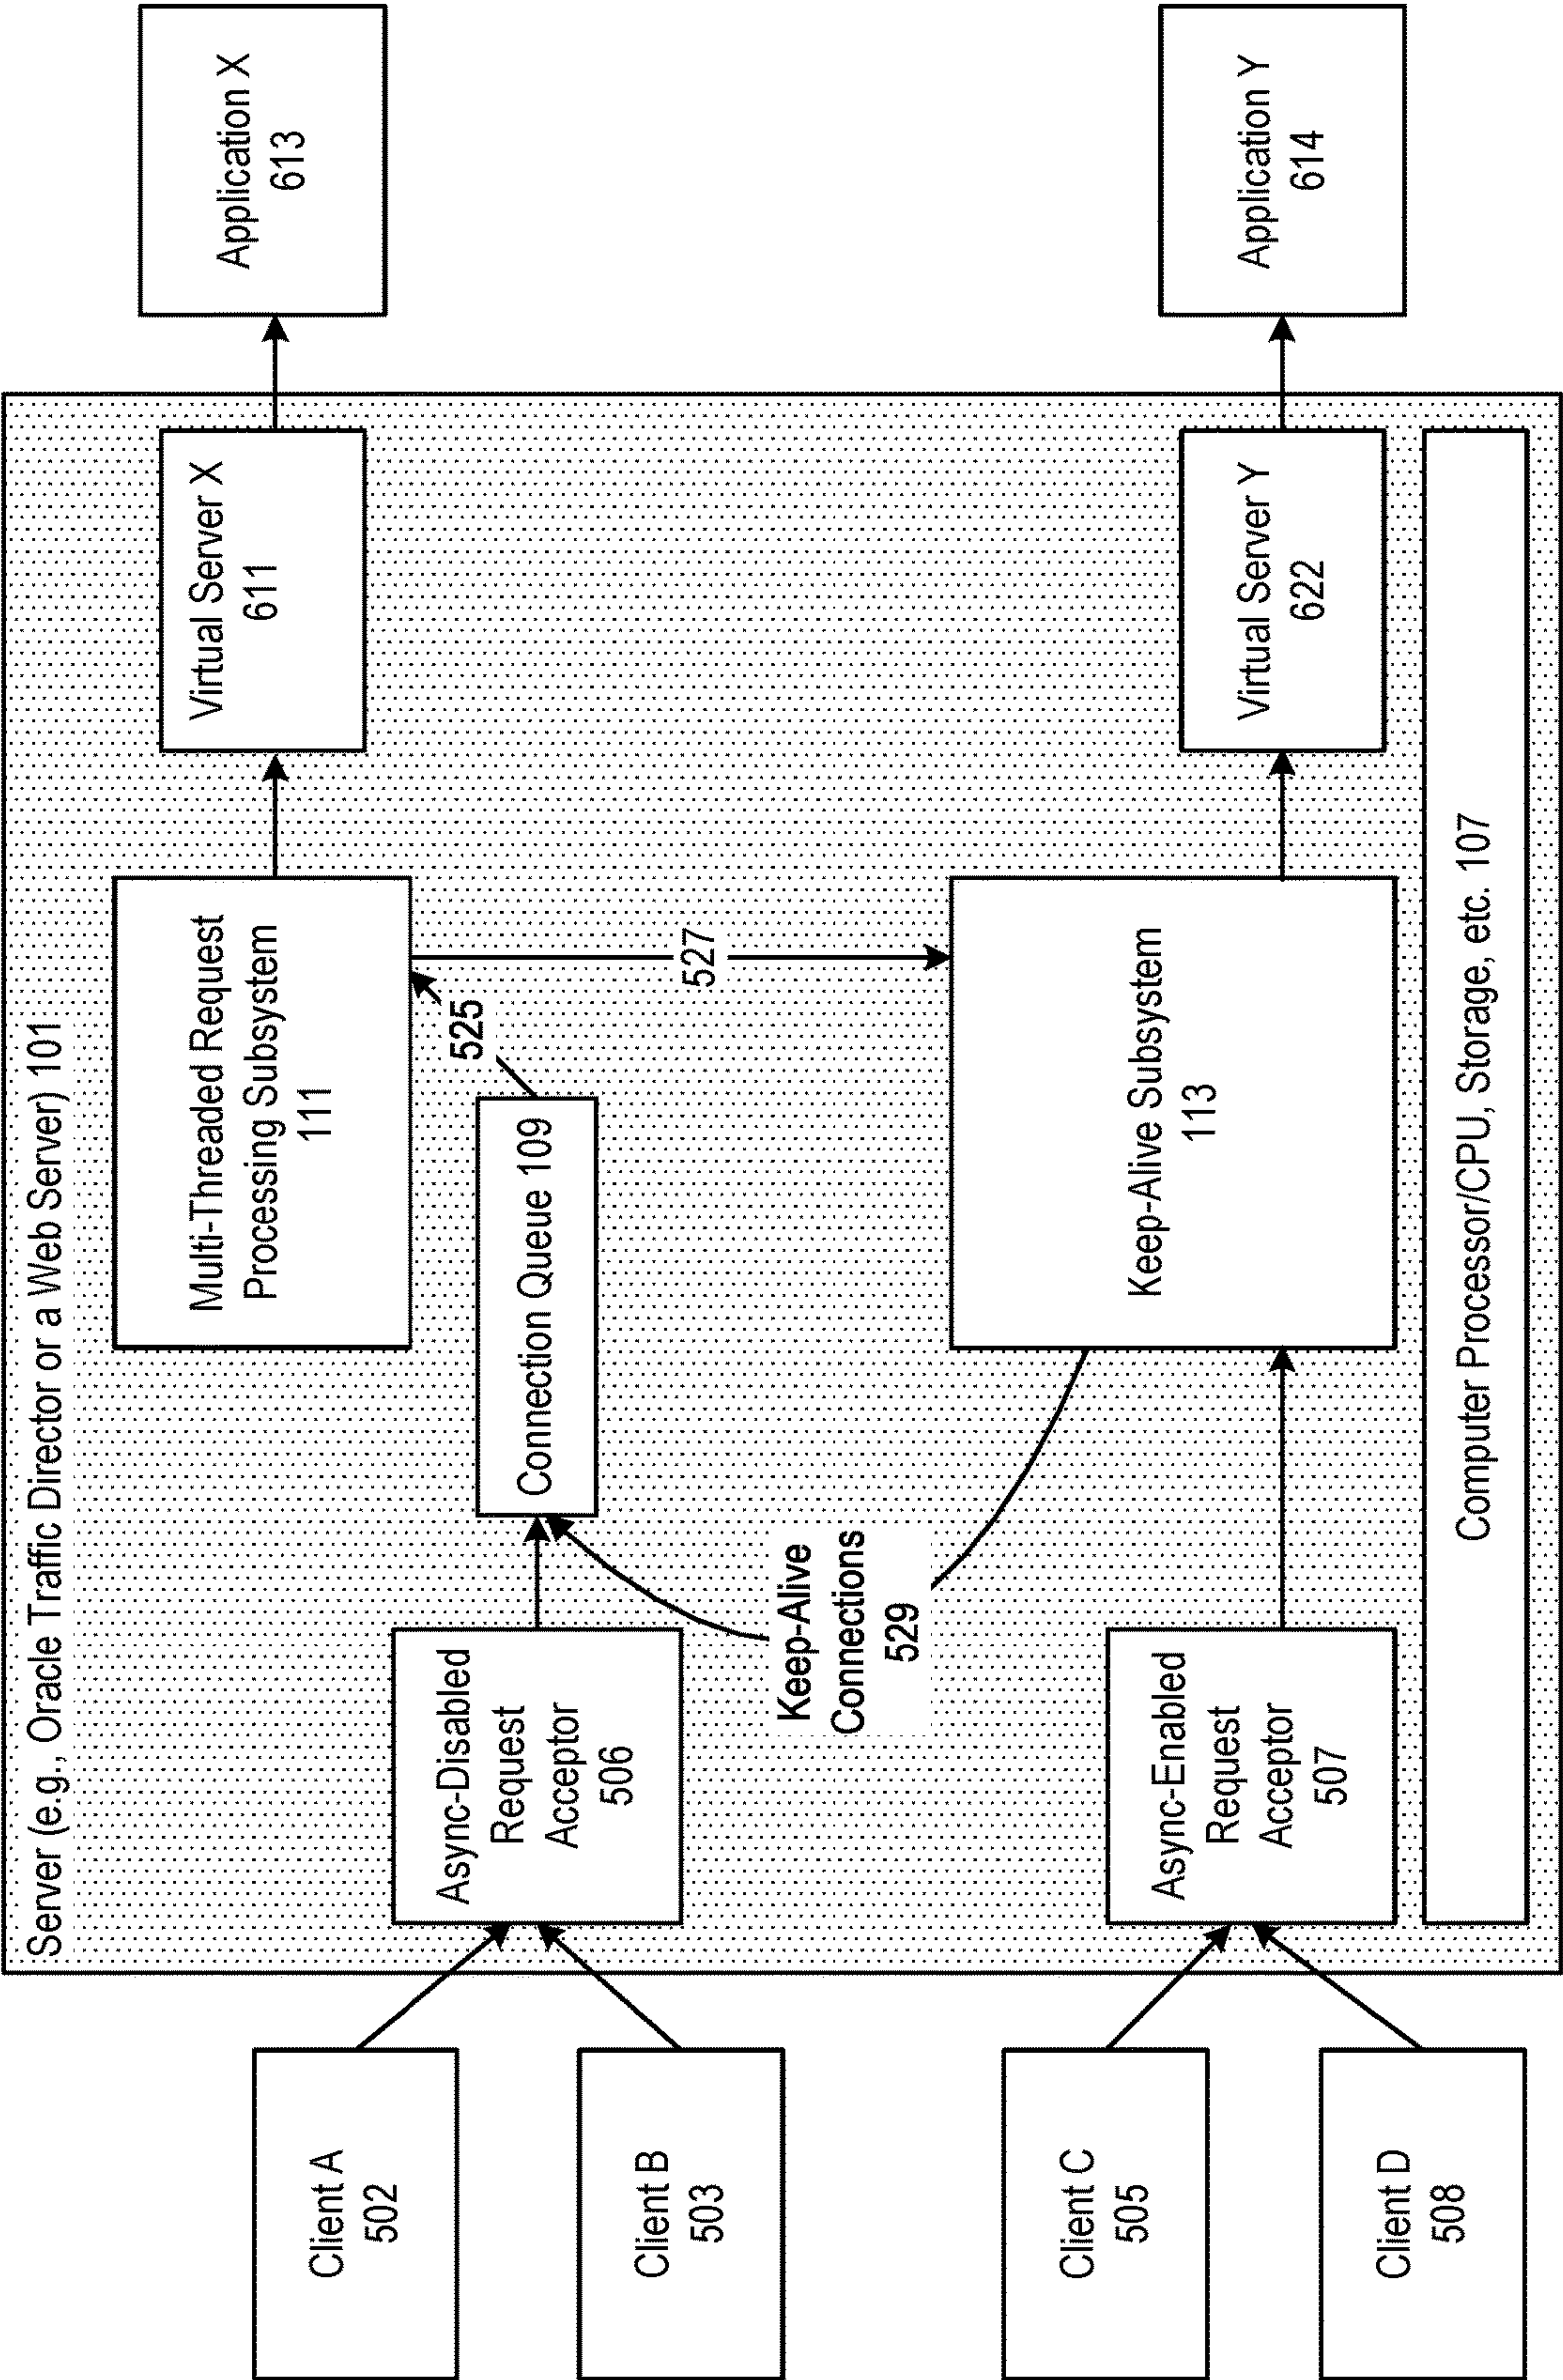 Server (e.g., Oracle Traffic Director or a Web Server) 101
Client A
502
Client B
503
Client C
505
Client D
508
Async-Disabled
Request
Acceptor
506
Async-Enabled
Request
Acceptor
507
Keep-Alive
Connections
529
Connection Queue 109
525
Multi-Threaded Request
Processing Subsystem
111
527
Keep-Alive Subsystem
113
Virtual Server X
611
Virtual Server Y
622
Application X
613
Application Y
614
Computer Processor/CPU, Storage, etc. 107